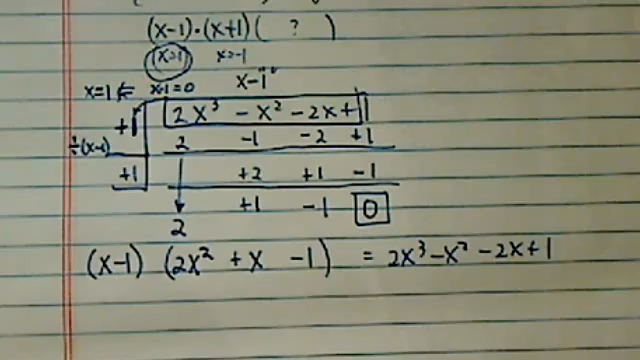 (x-1)·(x+1)( ? )
x=1 x=-1
x=1 ⇐ x-1=0 x-1
+1 2x³ - x² - 2x + 1
÷(x-1) 2 -1 -2 +1
+1 +2 +1 -1
2 +1 -1 0
(x-1) (2x² + x - 1) = 2x³ - x² - 2x + 1